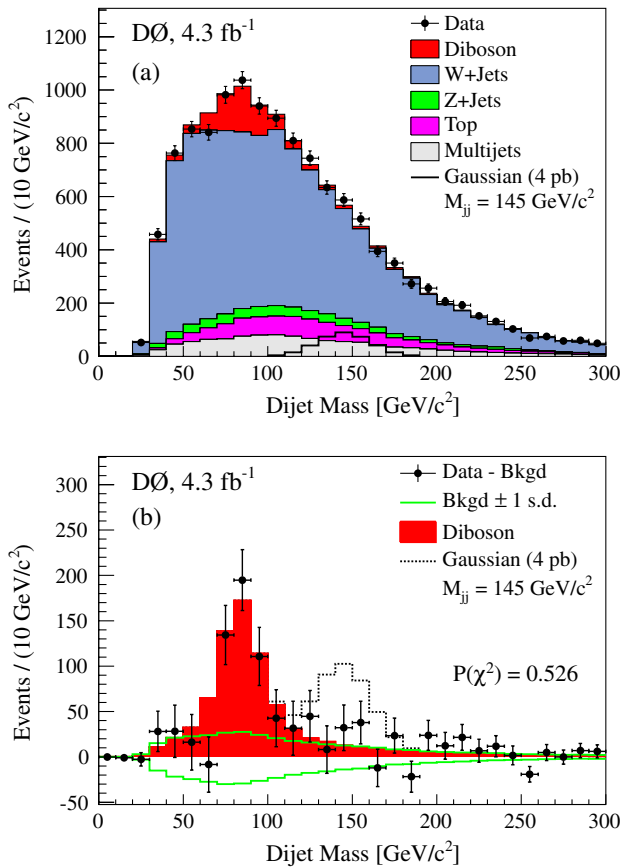 DØ, 4.3 fb⁻¹
(a)
Data
Diboson
W+Jets
Z+Jets
Top
Multijets
Gaussian (4 pb)
Mjj = 145 GeV/c²
Events / (10 GeV/c²)
1200
1000
800
600
400
200
0
0 50 100 150 200 250 300
Dijet Mass [GeV/c²]
DØ, 4.3 fb⁻¹
(b)
Data - Bkgd
Bkgd ± 1 s.d.
Diboson
Gaussian (4 pb)
Mjj = 145 GeV/c²
P(χ²) = 0.526
Events / (10 GeV/c²)
300
250
200
150
100
50
0
-50
0 50 100 150 200 250 300
Dijet Mass [GeV/c²]